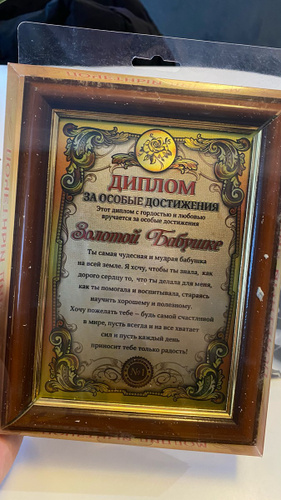 ДИПЛОМ
ЗА ОСОБЫЕ ДОСТИЖЕНИЯ
Этот диплом с гордостью и любовью
вручается за особые достижения
Золотой Бабушке
Ты самая чудесная и мудрая бабушка
на всей земле. Я хочу, чтобы ты знала, как
дорого сердцу то, что ты делала для меня,
как ты помогала и воспитывала, стараясь
научить хорошему и полезному.
Хочу пожелать тебе – будь самой счастливой
в мире, пусть всегда и на все хватает
сил и пусть каждый день
приносит тебе только радость!
№1